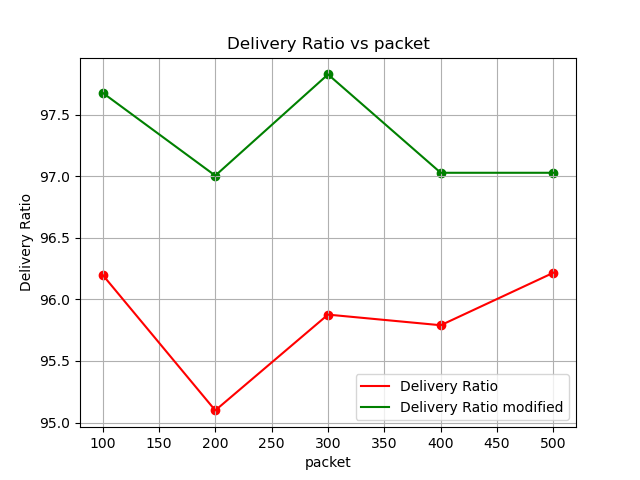 Delivery Ratio vs packet
97.5
97.0
96.5
96.0
95.5
95.0
Delivery Ratio
Delivery Ratio
Delivery Ratio modified
100 150 200 250 300 350 400 450 500
packet